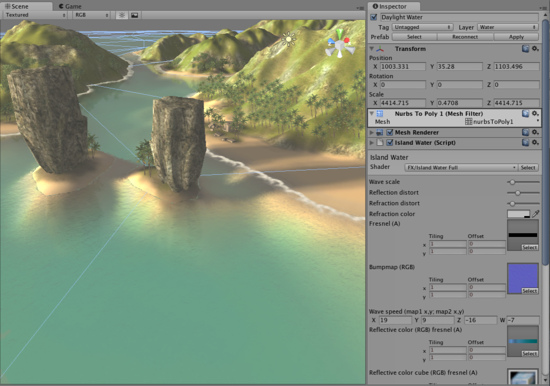 Scene
Game
Textured
RGB
Inspector
Daylight Water
Tag Untagged Layer Water
Prefab Select Reconnect Apply
Transform
Position
X 1003.331 Y 35.28 Z 1103.496
Rotation
X 0 Y 0 Z 0
Scale
X 4414.715 Y 0.4708 Z 4414.715
Nurbs To Poly 1 (Mesh Filter)
Mesh nurbsToPoly1
Mesh Renderer
Island Water (Script)
Island Water
Shader FX/Island Water Full Select
Wave scale
Reflection distort
Refraction distort
Refraction color
Fresnel (A)
Tiling Offset
x 1 0
y 1 0
Select
Bumpmap (RGB)
Tiling Offset
x 1 0
y 1 0
Select
Wave speed (map1 x,y; map2 x,y)
X 19 Y 9 Z -16 W -7
Reflective color (RGB) fresnel (A)
Tiling Offset
x 1 0
y 1 0
Select
Reflective color cube (RGB) fresnel (A)
Tiling Offset